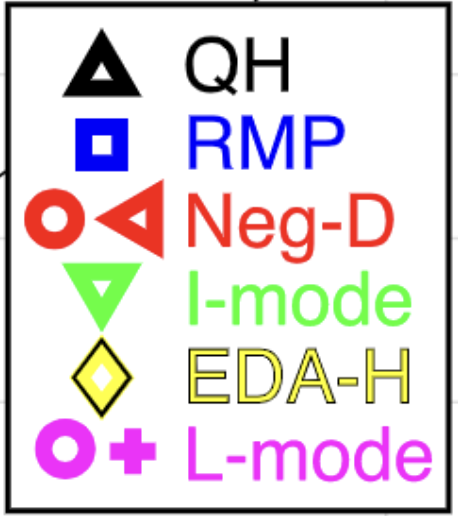 QH
RMP
Neg-D
I-mode
EDA-H
L-mode